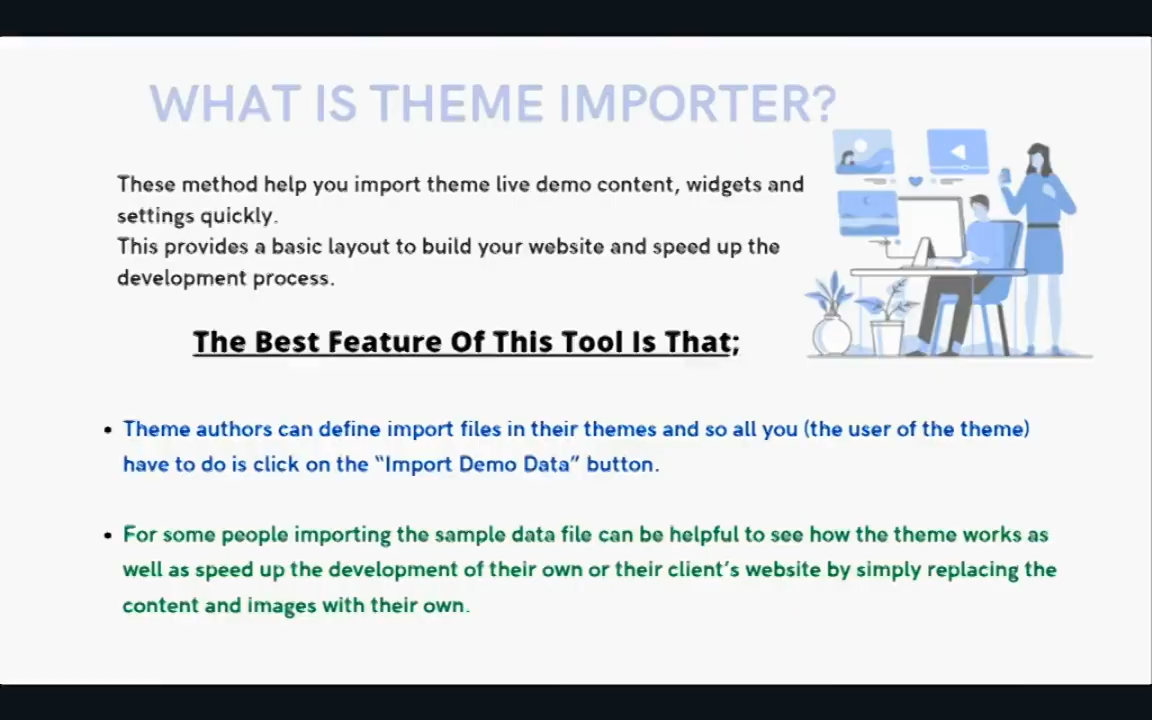 WHAT IS THEME IMPORTER?
These method help you import theme live demo content, widgets and
settings quickly.
This provides a basic layout to build your website and speed up the
development process.
The Best Feature Of This Tool Is That;
• Theme authors can define import files in their themes and so all you (the user of the theme)
have to do is click on the “Import Demo Data” button.
• For some people importing the sample data file can be helpful to see how the theme works as
well as speed up the development of their own or their client’s website by simply replacing the
content and images with their own.